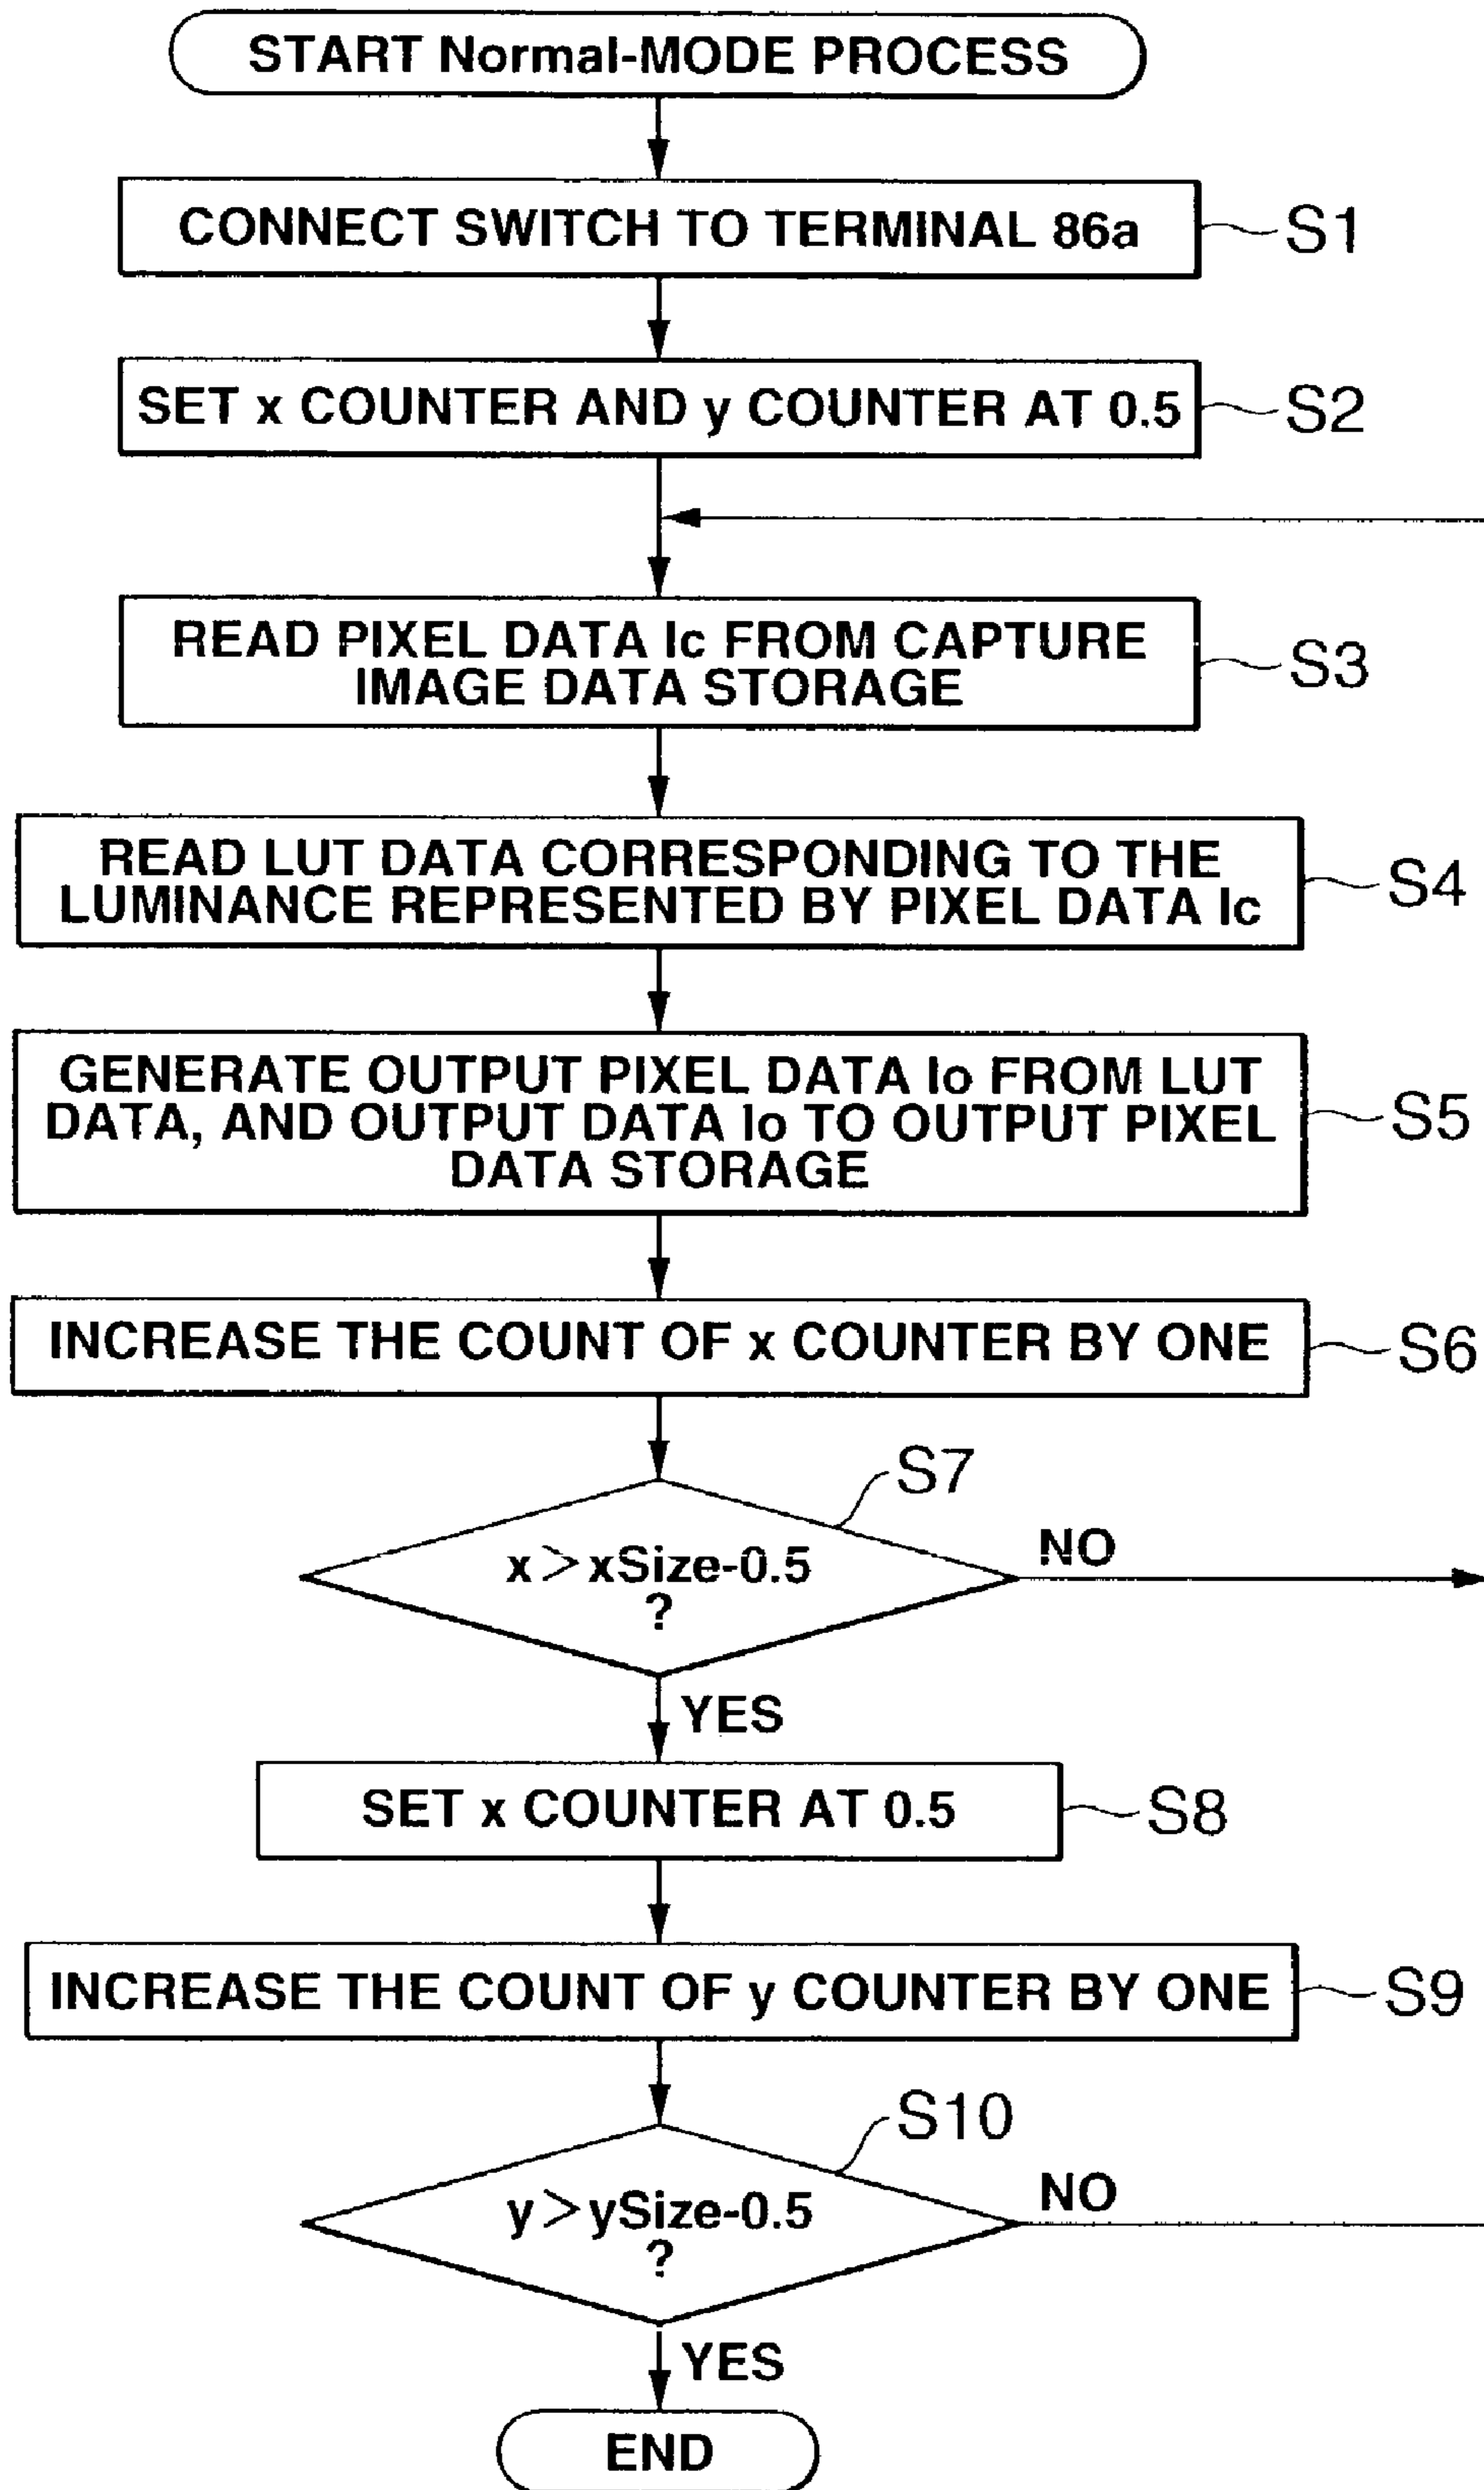 START Normal-MODE PROCESS
CONNECT SWITCH TO TERMINAL 86a
S1
SET x COUNTER AND y COUNTER AT 0.5
S2
READ PIXEL DATA Ic FROM CAPTURE
IMAGE DATA STORAGE
S3
READ LUT DATA CORRESPONDING TO THE
LUMINANCE REPRESENTED BY PIXEL DATA Ic
S4
GENERATE OUTPUT PIXEL DATA Io FROM LUT
DATA, AND OUTPUT DATA Io TO OUTPUT PIXEL
DATA STORAGE
S5
INCREASE THE COUNT OF x COUNTER BY ONE
S6
S7
x>xSize-0.5
?
NO
YES
SET x COUNTER AT 0.5
S8
INCREASE THE COUNT OF y COUNTER BY ONE
S9
S10
y>ySize-0.5
?
NO
YES
END